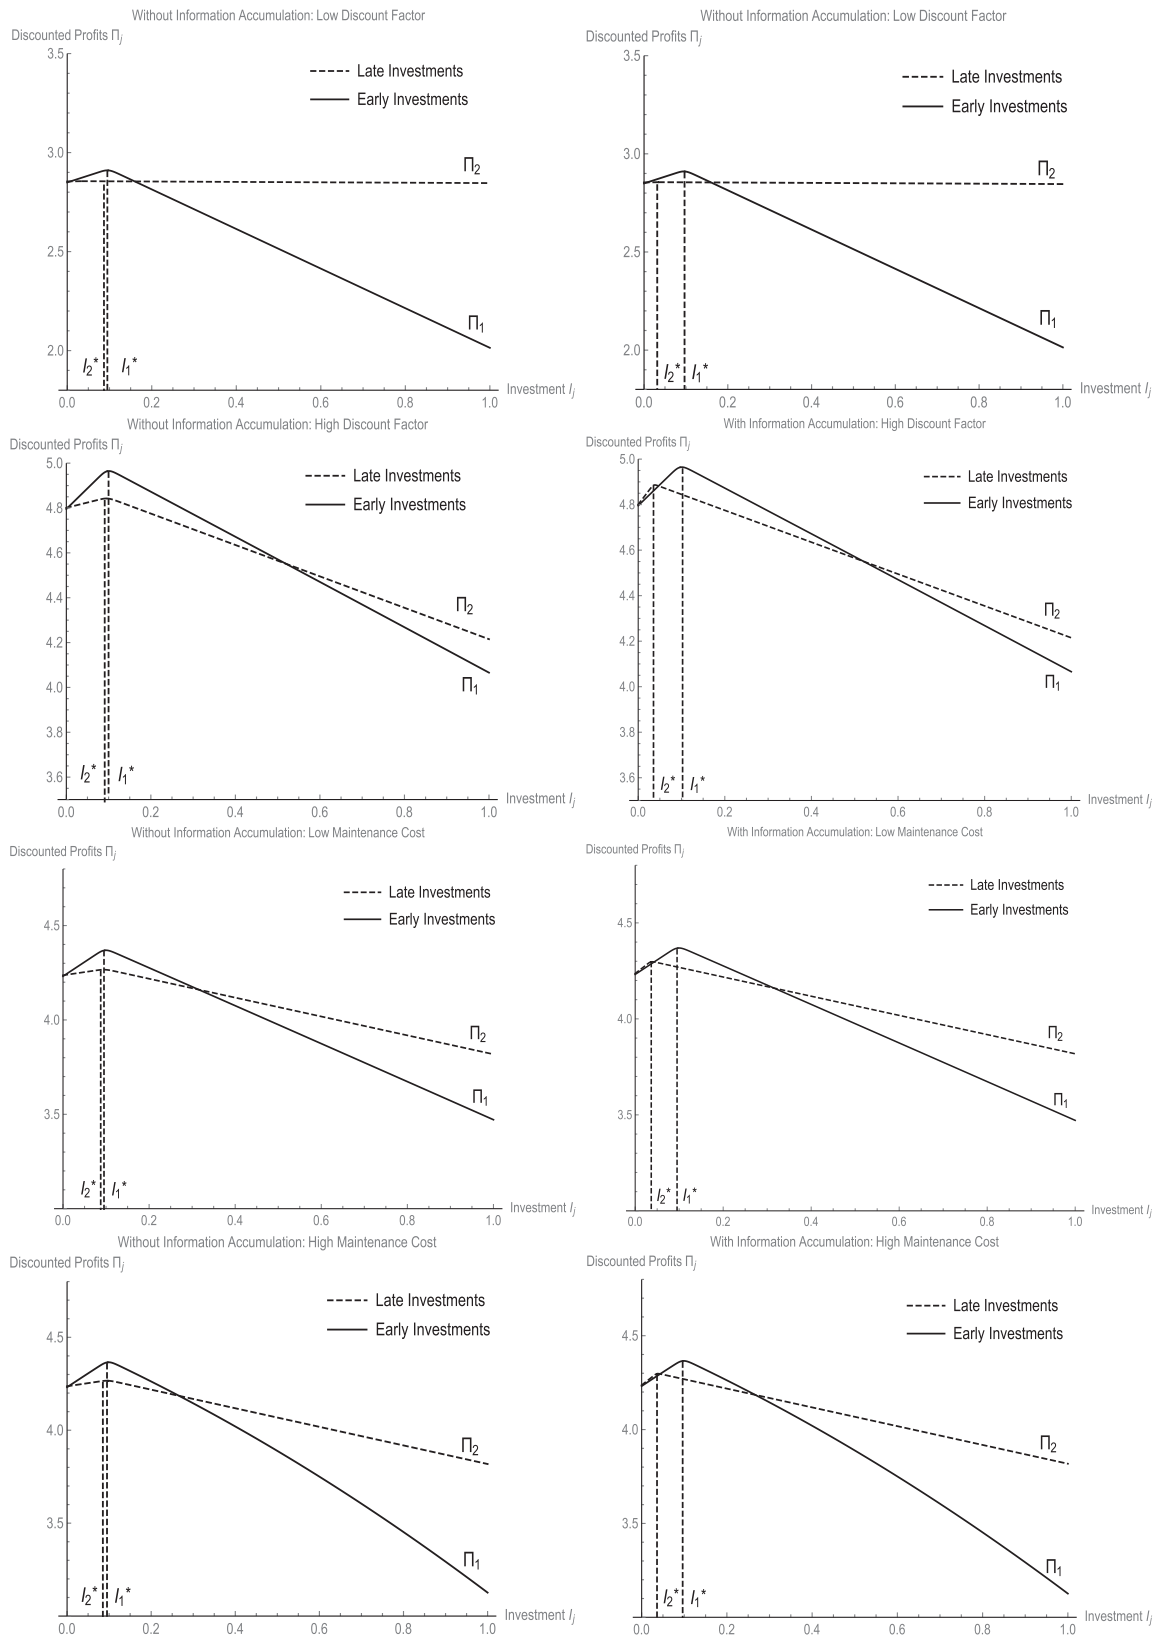 Without Information Accumulation: Low Discount Factor
Discounted Profits Πj
3.5
3.0
2.5
2.0
Late Investments
Early Investments
Π2
Π1
I2* I1*
0.0 0.2 0.4 0.6 0.8 1.0
Investment Ij
With Information Accumulation: Low Discount Factor
Discounted Profits Πj
3.5
3.0
2.5
2.0
Late Investments
Early Investments
Π2
Π1
I2* I1*
0.0 0.2 0.4 0.6 0.8 1.0
Investment Ij
Without Information Accumulation: High Discount Factor
Discounted Profits Πj
5.0
4.8
4.6
4.4
4.2
4.0
3.8
3.6
Late Investments
Early Investments
Π2
Π1
I2* I1*
0.0 0.2 0.4 0.6 0.8 1.0
Investment Ij
With Information Accumulation: High Discount Factor
Discounted Profits Πj
5.0
4.8
4.6
4.4
4.2
4.0
3.8
3.6
Late Investments
Early Investments
Π2
Π1
I2* I1*
0.0 0.2 0.4 0.6 0.8 1.0
Investment Ij
Without Information Accumulation: Low Maintenance Cost
Discounted Profits Πj
4.5
4.0
3.5
Late Investments
Early Investments
Π2
Π1
I2* I1*
0.0 0.2 0.4 0.6 0.8 1.0
Investment Ij
With Information Accumulation: Low Maintenance Cost
Discounted Profits Πj
4.5
4.0
3.5
Late Investments
Early Investments
Π2
Π1
I2* I1*
0.0 0.2 0.4 0.6 0.8 1.0
Investment Ij
Without Information Accumulation: High Maintenance Cost
Discounted Profits Πj
4.5
4.0
3.5
Late Investments
Early Investments
Π2
Π1
I2* I1*
0.0 0.2 0.4 0.6 0.8 1.0
Investment Ij
With Information Accumulation: High Maintenance Cost
Discounted Profits Πj
4.5
4.0
3.5
Late Investments
Early Investments
Π2
Π1
I2* I1*
0.0 0.2 0.4 0.6 0.8 1.0
Investment Ij